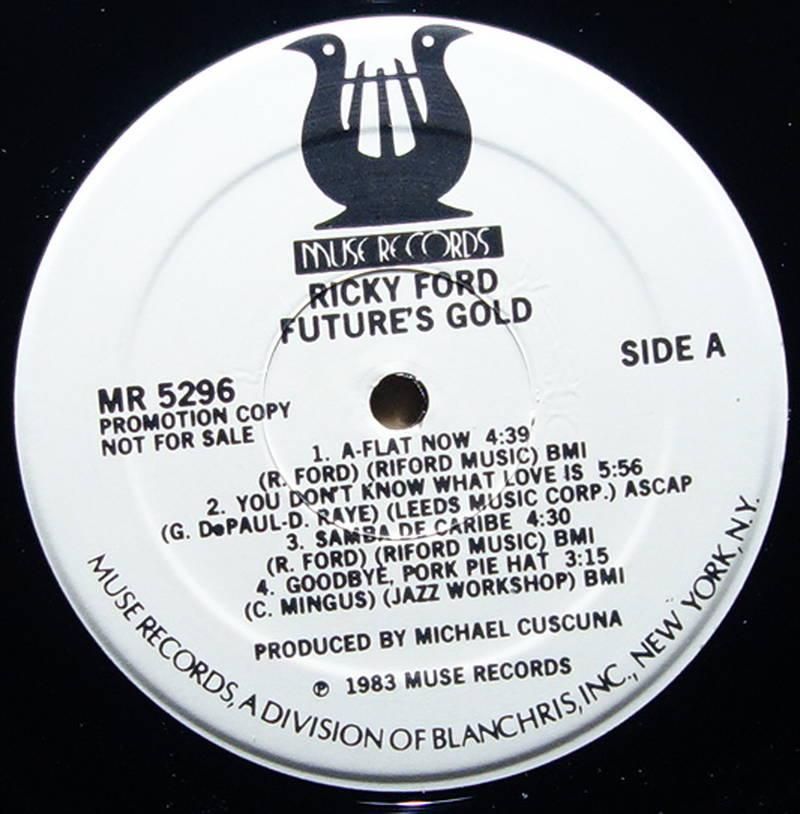 MUSE RECORDS
RICKY FORD
FUTURE'S GOLD
SIDE A
MR 5296
PROMOTION COPY
NOT FOR SALE
1. A-FLAT NOW 4:39
(R. FORD) (RIFORD MUSIC) BMI
2. YOU DON'T KNOW WHAT LOVE IS 5:56
(G. DePAUL-D. RAYE) (LEEDS MUSIC CORP.) ASCAP
3. SAMBA DE CARIBE 4:30
(R. FORD) (RIFORD MUSIC) BMI
4. GOODBYE, PORK PIE HAT 3:15
(C. MINGUS) (JAZZ WORKSHOP) BMI
PRODUCED BY MICHAEL CUSCUNA
℗ 1983 MUSE RECORDS
MUSE RECORDS, A DIVISION OF BLANCHRIS, INC., NEW YORK, N.Y.